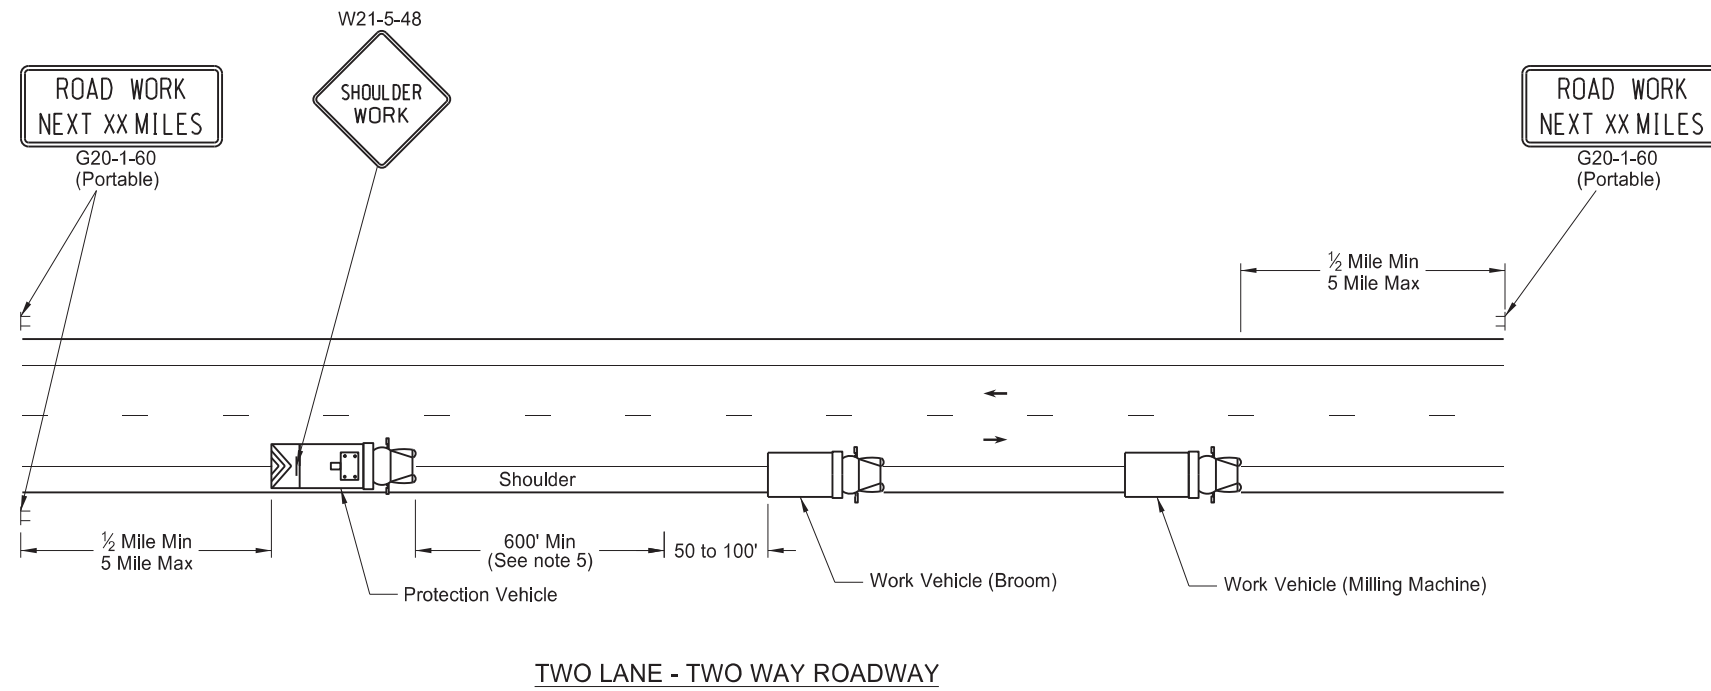 W21-5-48
ROAD WORK
NEXT XX MILES
G20-1-60
(Portable)
SHOULDER
WORK
ROAD WORK
NEXT XX MILES
G20-1-60
(Portable)
½ Mile Min
5 Mile Max
Shoulder
½ Mile Min
5 Mile Max
600' Min
(See note 5)
50 to 100'
Protection Vehicle
Work Vehicle (Broom)
Work Vehicle (Milling Machine)
TWO LANE - TWO WAY ROADWAY